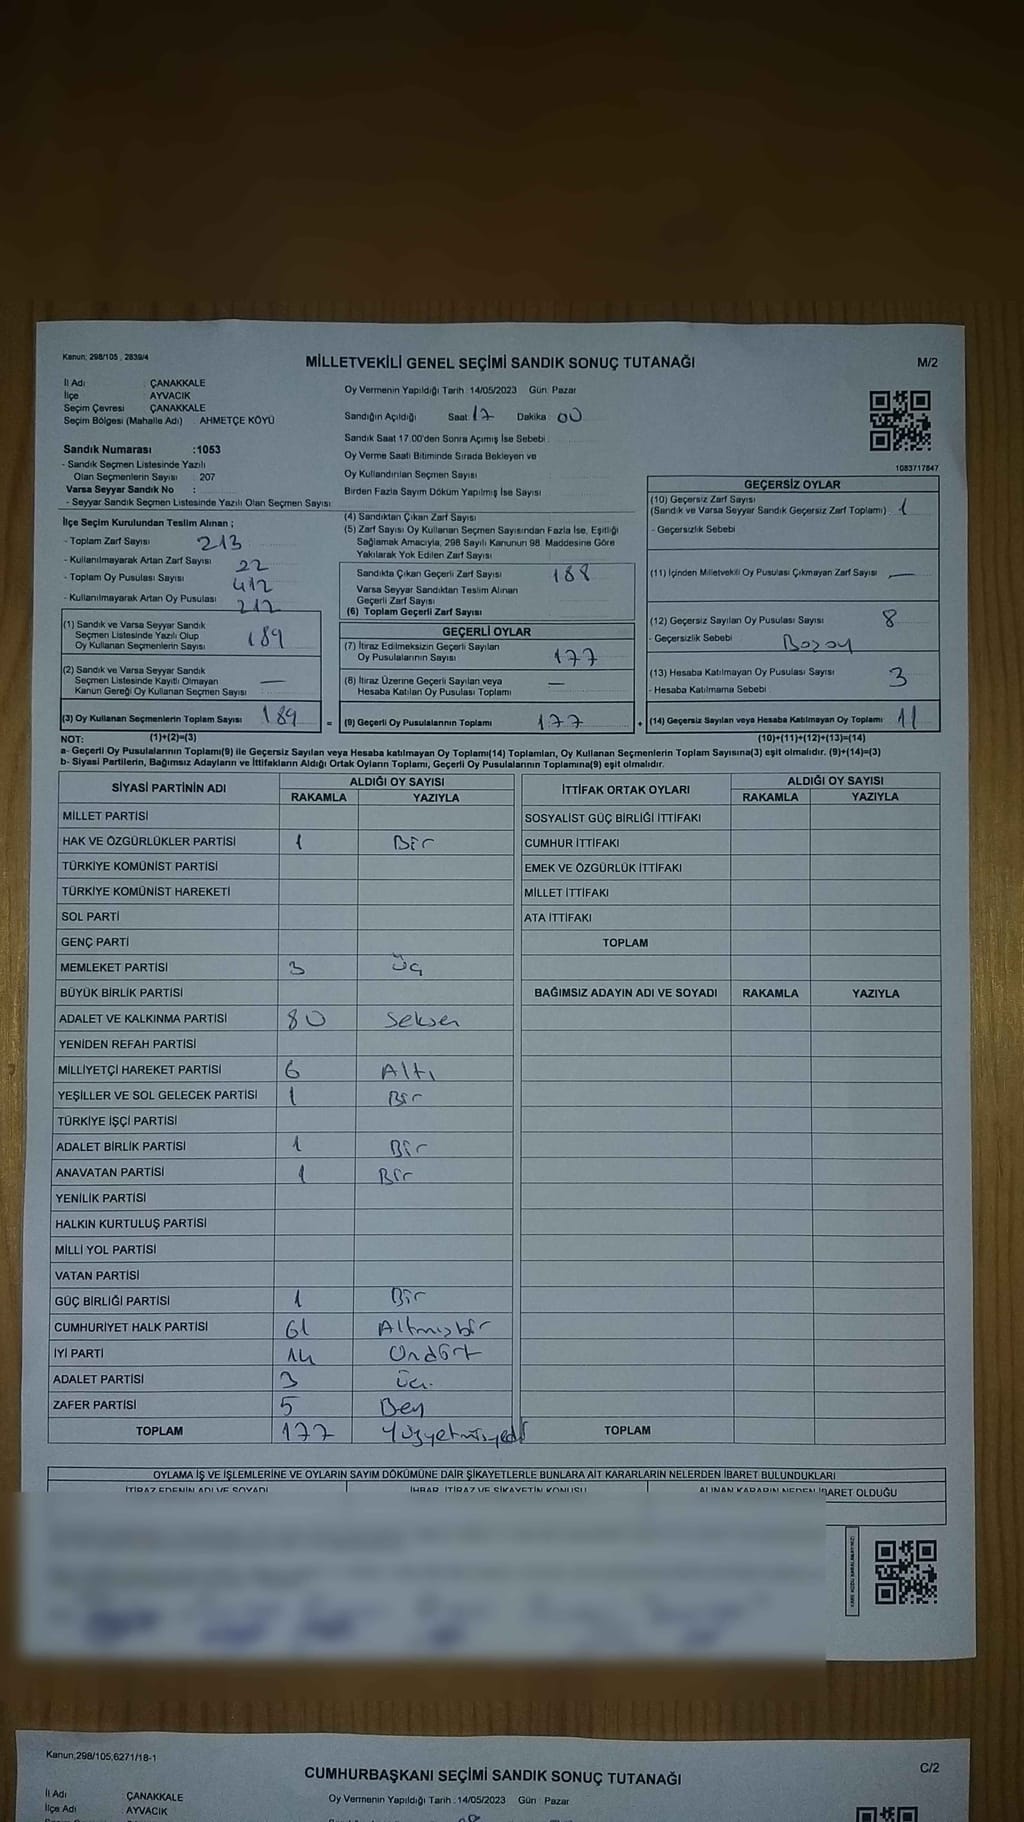 Kanun, 298/105 , 2839/4
MİLLETVEKİLİ GENEL SEÇİMİ SANDIK SONUÇ TUTANAĞI
M/2
İl Adı : ÇANAKKALE
İlçe : AYVACIK
Seçim Çevresi : ÇANAKKALE
Seçim Bölgesi (Mahalle Adı) AHMETÇE KÖYÜ
Sandık Numarası :1053
- Sandık Seçmen Listesinde Yazılı
Olan Seçmenlerin Sayısı : 207
Varsa Seyyar Sandık No :
- Seyyar Sandık Seçmen Listesinde Yazılı Olan Seçmen Sayısı
Oy Vermenin Yapıldığı Tarih :14/05/2023 Gün: Pazar
Sandığın Açıldığı Saat: 17 Dakika : 00
Sandık Saat 17.00'den Sonra Açımış İse Sebebi :
Oy Verme Saati Bitiminde Sırada Bekleyen ve
Oy Kullandırılan Seçmen Sayısı
Birden Fazla Sayım Döküm Yapılmış İse Sayısı
1083717847
İlçe Seçim Kurulundan Teslim Alınan ;
- Toplam Zarf Sayısı 213
- Kullanılmayarak Artan Zarf Sayısı 22
- Toplam Oy Pusulası Sayısı 412
- Kullanılmayarak Artan Oy Pusulası 212
(1) Sandık ve Varsa Seyyar Sandık
Seçmen Listesinde Yazılı Olup
Oy Kullanan Seçmenlerin Sayısı 189
(2) Sandık ve Varsa Seyyar Sandık
Seçmen Listesinde Kayıtlı Olmayan
Kanun Gereği Oy Kullanan Seçmen Sayısı —
(3) Oy Kullanan Seçmenlerin Toplam Sayısı 189 =
(4) Sandıktan Çıkan Zarf Sayısı
(5) Zarf Sayısı Oy Kullanan Seçmen Sayısından Fazla İse, Eşitliği
Sağlamak Amacıyla, 298 Sayılı Kanunun 98. Maddesine Göre
Yakılarak Yok Edilen Zarf Sayısı
Sandıkta Çıkan Geçerli Zarf Sayısı 188
Varsa Seyyar Sandıktan Teslim Alınan
Geçerli Zarf Sayısı
(6) Toplam Geçerli Zarf Sayısı
GEÇERLİ OYLAR
(7) İtiraz Edilmeksizin Geçerli Sayılan
Oy Pusulalarının Sayısı 177
(8) İtiraz Üzerine Geçerli Sayılan veya
Hesaba Katılan Oy Pusulası Toplamı —
(9) Geçerli Oy Pusulalarının Toplamı 177 +
GEÇERSİZ OYLAR
(10) Geçersiz Zarf Sayısı
(Sandık ve Varsa Seyyar Sandık Geçersiz Zarf Toplamı) 1
- Geçersizlik Sebebi
(11) İçinden Milletvekili Oy Pusulası Çıkmayan Zarf Sayısı —
(12) Geçersiz Sayılan Oy Pusulası Sayısı 8
- Geçersizlik Sebebi
(13) Hesaba Katılmayan Oy Pusulası Sayısı 3
- Hesaba Katılmama Sebebi
(14) Geçersiz Sayılan veya Hesaba Katılmayan Oy Toplamı 11
NOT: (1)+(2)=(3) (10)+(11)+(12)+(13)=(14)
a- Geçerli Oy Pusulalarının Toplamı(9) ile Geçersiz Sayılan veya Hesaba katılmayan Oy Toplamı(14) Toplamları, Oy Kullanan Seçmenlerin Toplam Sayısına(3) eşit olmalıdır. (9)+(14)=(3)
b- Siyasi Partilerin, Bağımsız Adayların ve İttifakların Aldığı Ortak Oyların Toplamı, Geçerli Oy Pusulalarının Toplamına(9) eşit olmalıdır.
SİYASİ PARTİNİN ADI ALDIĞI OY SAYISI
RAKAMLA YAZIYLA
MİLLET PARTİSİ
HAK VE ÖZGÜRLÜKLER PARTİSİ 1 Bir
TÜRKİYE KOMÜNİST PARTİSİ
TÜRKİYE KOMÜNİST HAREKETİ
SOL PARTİ
GENÇ PARTİ
MEMLEKET PARTİSİ 3 Üç
BÜYÜK BİRLİK PARTİSİ
ADALET VE KALKINMA PARTİSİ 80 Seksen
YENİDEN REFAH PARTİSİ
MİLLİYETÇİ HAREKET PARTİSİ 6 Altı
YEŞİLLER VE SOL GELECEK PARTİSİ 1 Bir
TÜRKİYE İŞÇİ PARTİSİ
ADALET BİRLİK PARTİSİ 1 Bir
ANAVATAN PARTİSİ 1 Bir
YENİLİK PARTİSİ
HALKIN KURTULUŞ PARTİSİ
MİLLİ YOL PARTİSİ
VATAN PARTİSİ
GÜÇ BİRLİĞİ PARTİSİ 1 Bir
CUMHURİYET HALK PARTİSİ 61 Altmışbir
İYİ PARTİ 14 Ondört
ADALET PARTİSİ 3 Üç
ZAFER PARTİSİ 5 Beş
TOPLAM 177 Yüzyetmişyedi
İTTİFAK ORTAK OYLARI ALDIĞI OY SAYISI
RAKAMLA YAZIYLA
SOSYALİST GÜÇ BİRLİĞİ İTTİFAKI
CUMHUR İTTİFAKI
EMEK VE ÖZGÜRLÜK İTTİFAKI
MİLLET İTTİFAKI
ATA İTTİFAKI
TOPLAM
BAĞIMSIZ ADAYIN ADI VE SOYADI RAKAMLA YAZIYLA
TOPLAM
OYLAMA İŞ VE İŞLEMLERİNE VE OYLARIN SAYIM DÖKÜMÜNE DAİR ŞİKAYETLERLE BUNLARA AİT KARARLARIN NELERDEN İBARET BULUNDUKLARI
İTİRAZ EDENİN ADI VE SOYADI İHBAR, İTİRAZ VE ŞİKAYETİN KONUSU ALINAN KARARIN NEDEN İBARET OLDUĞU
Kanun,298/105,6271/18-1
CUMHURBAŞKANI SEÇİMİ SANDIK SONUÇ TUTANAĞI
C/2
İl Adı : ÇANAKKALE
İlçe Adı : AYVACIK
Oy Vermenin Yapıldığı Tarih :14/05/2023 Gün : Pazar